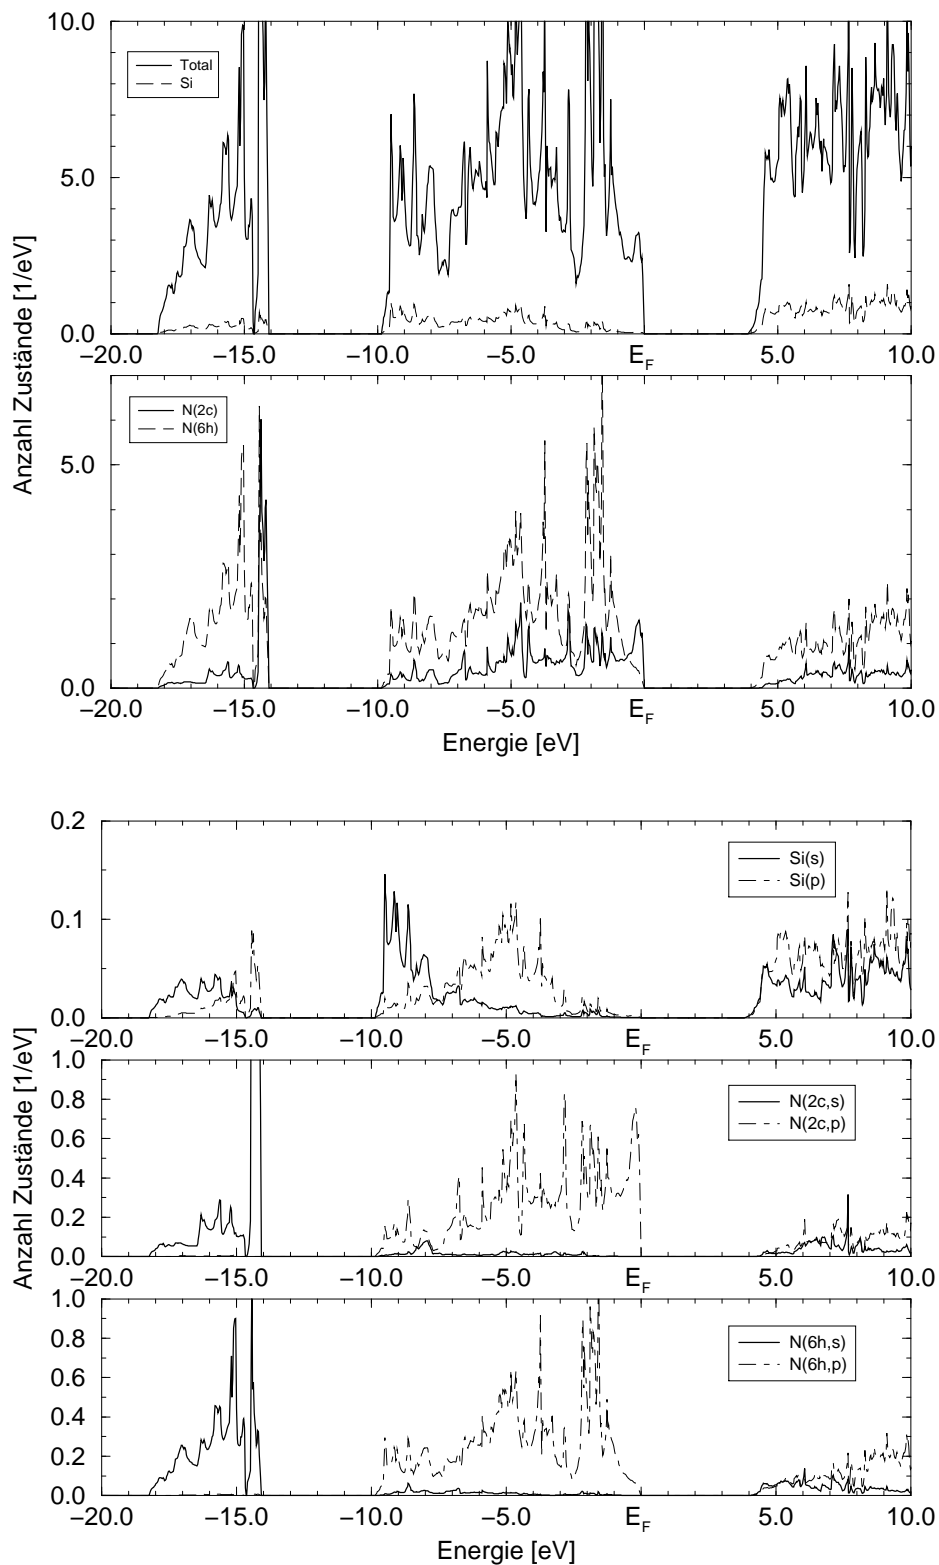 10.0
Total
Si
5.0
0.0
−20.0 −15.0 −10.0 −5.0 E_F 5.0 10.0
Anzahl Zustände [1/eV]
N(2c)
N(6h)
5.0
0.0
−20.0 −15.0 −10.0 −5.0 E_F 5.0 10.0
Energie [eV]
0.2
Si(s)
Si(p)
0.1
0.0
−20.0 −15.0 −10.0 −5.0 E_F 5.0 10.0
Anzahl Zustände [1/eV]
1.0
N(2c,s)
N(2c,p)
0.8
0.6
0.4
0.2
0.0
−20.0 −15.0 −10.0 −5.0 E_F 5.0 10.0
1.0
N(6h,s)
N(6h,p)
0.8
0.6
0.4
0.2
0.0
−20.0 −15.0 −10.0 −5.0 E_F 5.0 10.0
Energie [eV]